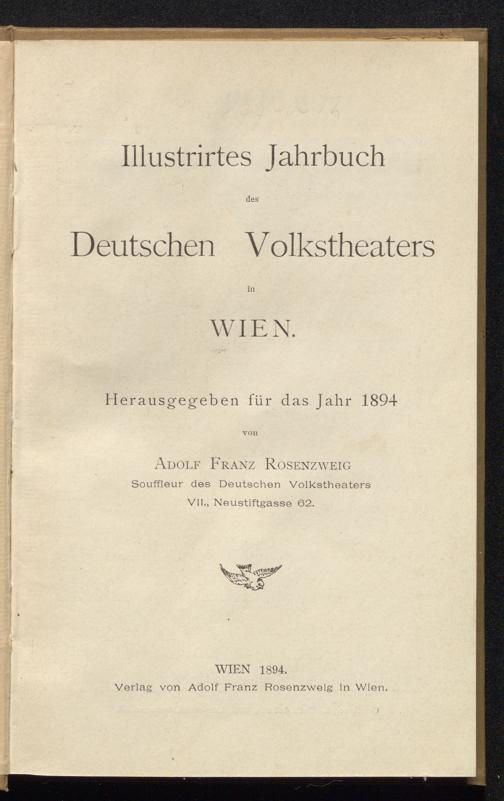 Illustrirtes Jahrbuch
des
Deutschen Volkstheaters
in
WIEN.
Herausgegeben für das Jahr 1894
von
ADOLF FRANZ ROSENZWEIG
Souffleur des Deutschen Volkstheaters
VII., Neustiftgasse 62.
WIEN 1894.
Verlag von Adolf Franz Rosenzweig in Wien.